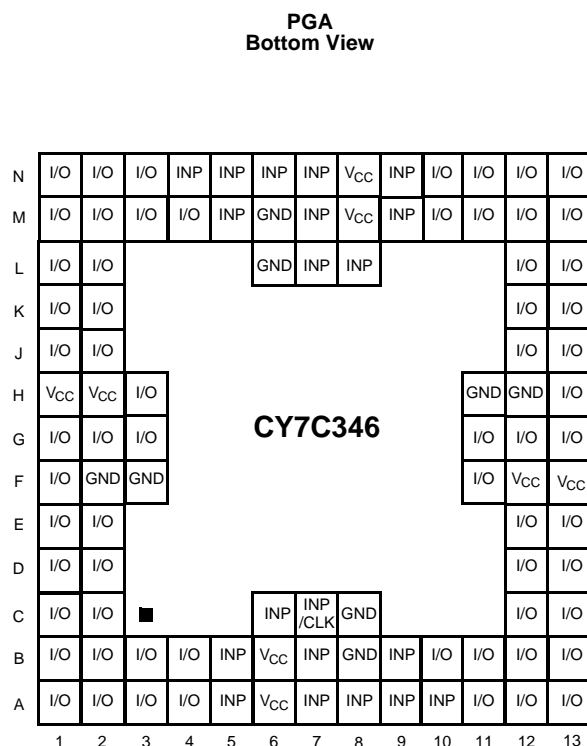 PGA
Bottom View
N I/O I/O I/O INP INP INP INP VCC INP I/O I/O I/O I/O
M I/O I/O I/O I/O INP GND INP VCC INP I/O I/O I/O I/O
L I/O I/O GND INP INP I/O I/O
K I/O I/O I/O I/O
J I/O I/O I/O I/O
H VCC VCC I/O GND GND I/O
G I/O I/O I/O CY7C346 I/O I/O I/O
F I/O GND GND I/O VCC VCC
E I/O I/O I/O I/O
D I/O I/O I/O I/O
C I/O I/O INP INP /CLK GND I/O I/O
B I/O I/O I/O I/O INP VCC INP GND INP I/O I/O I/O I/O
A I/O I/O I/O I/O INP VCC INP INP INP INP I/O I/O I/O
1 2 3 4 5 6 7 8 9 10 11 12 13